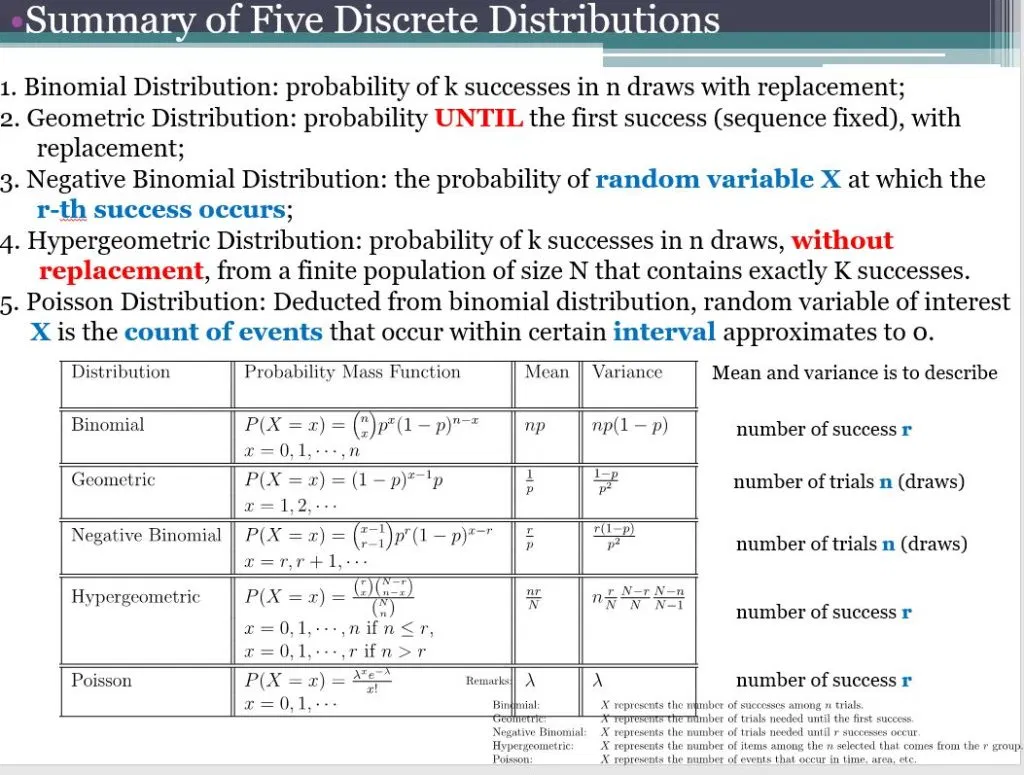 •Summary of Five Discrete Distributions
1. Binomial Distribution: probability of k successes in n draws with replacement;
2. Geometric Distribution: probability UNTIL the first success (sequence fixed), with
replacement;
3. Negative Binomial Distribution: the probability of random variable X at which the
r-th success occurs;
4. Hypergeometric Distribution: probability of k successes in n draws, without
replacement, from a finite population of size N that contains exactly K successes.
5. Poisson Distribution: Deducted from binomial distribution, random variable of interest
X is the count of events that occur within certain interval approximates to 0.
Distribution Probability Mass Function Mean Variance Mean and variance is to describe
Binomial P(X = x) = \binom{n}{x}p^x(1 − p)^{n−x} np np(1 − p) number of success r
x = 0, 1, ⋯, n
Geometric P(X = x) = (1 − p)^{x−1}p \frac{1}{p} \frac{1−p}{p^2} number of trials n (draws)
x = 1, 2, ⋯
Negative Binomial P(X = x) = \binom{x−1}{r−1}p^r(1 − p)^{x−r} \frac{r}{p} \frac{r(1−p)}{p^2} number of trials n (draws)
x = r, r + 1, ⋯
Hypergeometric P(X = x) = \frac{\binom{r}{x}\binom{N−r}{n−x}}{\binom{N}{n}} \frac{nr}{N} n\frac{r}{N}\frac{N−r}{N}\frac{N−n}{N−1} number of success r
x = 0, 1, ⋯, n if n ≤ r,
x = 0, 1, ⋯, r if n > r
Poisson P(X = x) = \frac{λ^x e^{−λ}}{x!} Remarks λ λ number of success r
x = 0, 1, ⋯
Binomial: X represents the number of successes among n trials.
Geometric: X represents the number of trials needed until the first success.
Negative Binomial: X represents the number of trials needed until r successes occur.
Hypergeometric: X represents the number of items among the n selected that comes from the r group.
Poisson: X represents the number of events that occur in time, area, etc.